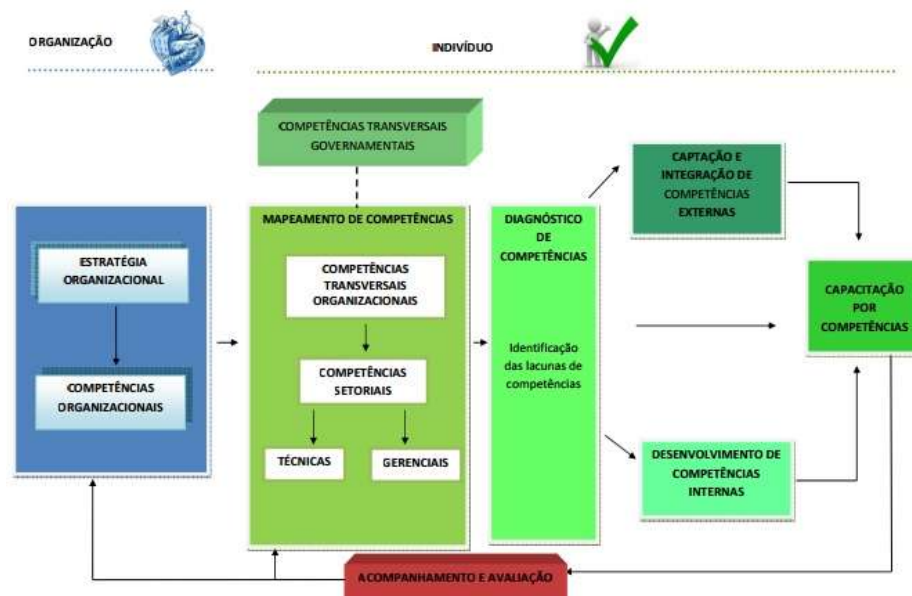 ORGANIZAÇÃO
INDIVÍDUO
COMPETÊNCIAS TRANSVERSAIS
GOVERNAMENTAIS
ESTRATÉGIA
ORGANIZACIONAL
COMPETÊNCIAS
ORGANIZACIONAIS
MAPEAMENTO DE COMPETÊNCIAS
COMPETÊNCIAS
TRANSVERSAIS
ORGANIZACIONAIS
COMPETÊNCIAS
SETORIAIS
TÉCNICAS
GERENCIAIS
DIAGNÓSTICO
DE
COMPETÊNCIAS
Identificação
das lacunas de
competências
CAPTAÇÃO E
INTEGRAÇÃO DE
COMPETÊNCIAS
EXTERNAS
DESENVOLVIMENTO DE
COMPETÊNCIAS
INTERNAS
CAPACITAÇÃO
POR
COMPETÊNCIAS
ACOMPANHAMENTO E AVALIAÇÃO